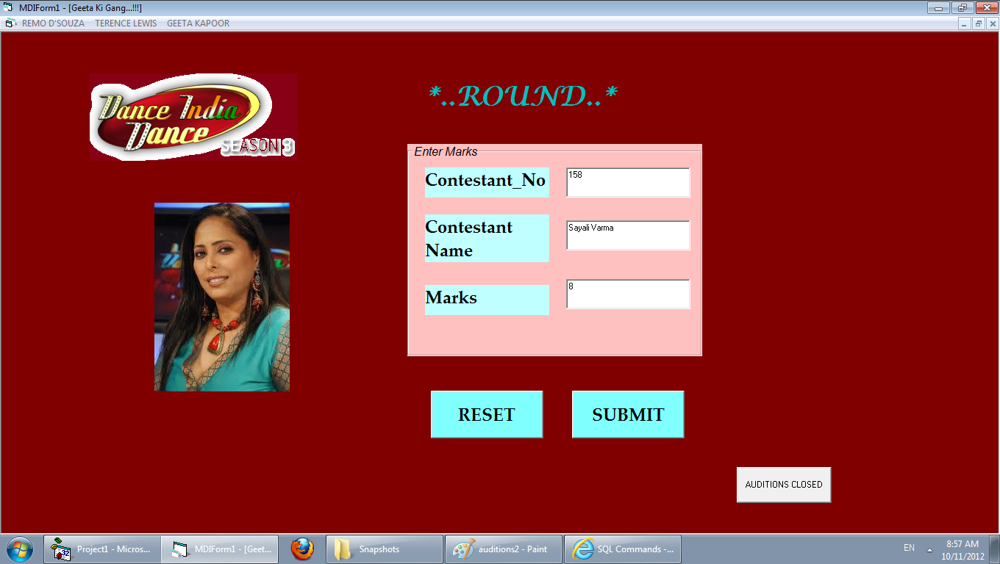 MDIForm1 - [Geeta Ki Gang...!!!]
REMO D'SOUZA TERENCE LEWIS GEETA KAPOOR
Dance India
Dance
SEASON 3
*..ROUND..*
Enter Marks
Contestant_No
158
Contestant
Name
Sayali Varma
Marks
8
RESET SUBMIT
AUDITIONS CLOSED
32
Project1 - Micros... MDIForm1 - [Geet... Snapshots auditions2 - Paint SQL Commands -... EN 8:57 AM
10/11/2012